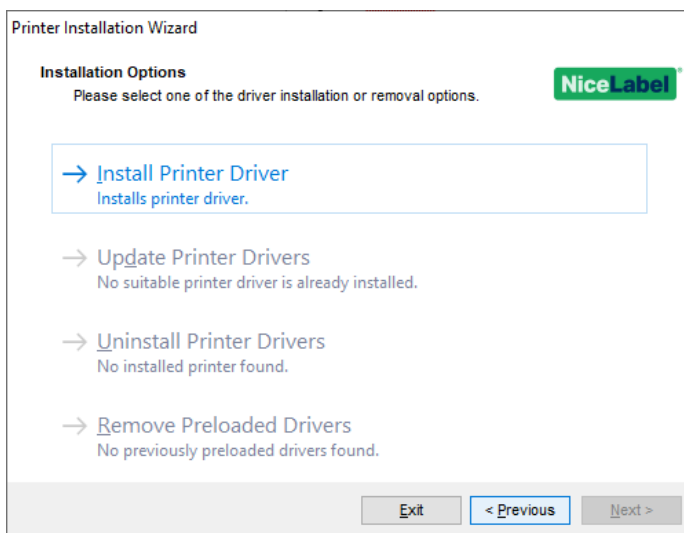 Printer Installation Wizard
Installation Options
Please select one of the driver installation or removal options.
NiceLabel®
Install Printer Driver
Installs printer driver.
Update Printer Drivers
No suitable printer driver is already installed.
Uninstall Printer Drivers
No installed printer found.
Remove Preloaded Drivers
No previously preloaded drivers found.
Exit
< Previous
Next >